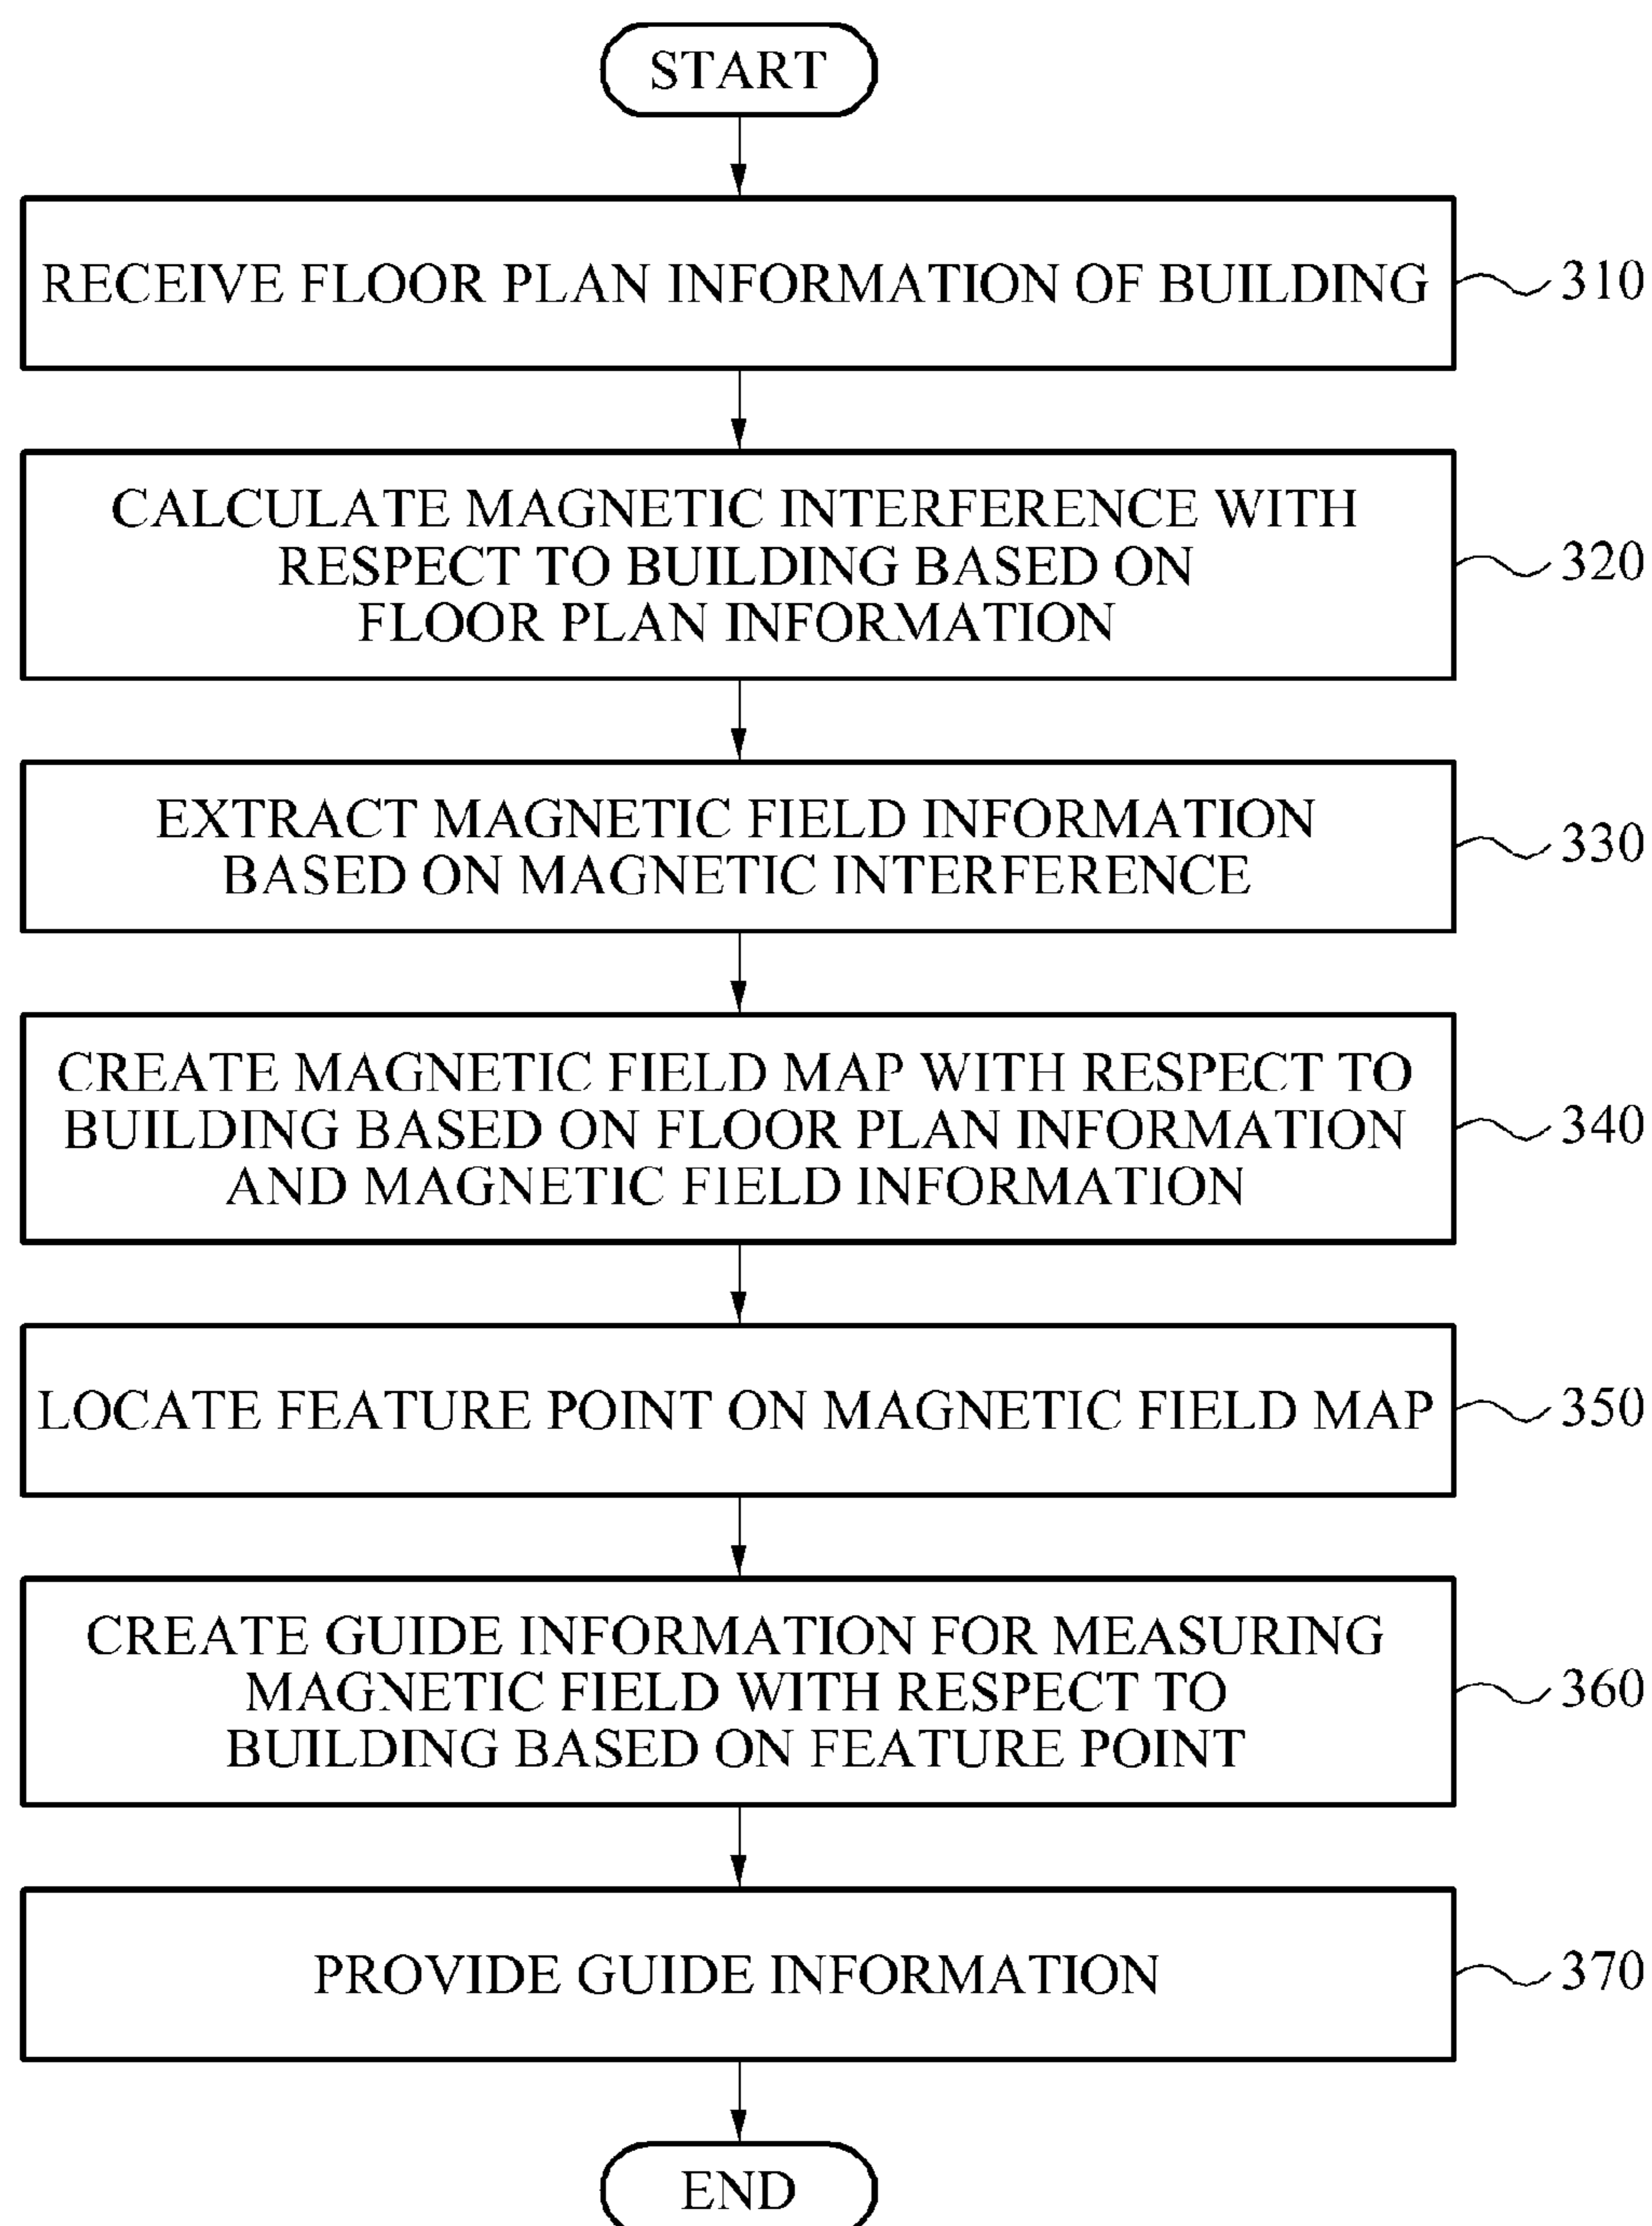 START
RECEIVE FLOOR PLAN INFORMATION OF BUILDING
310
CALCULATE MAGNETIC INTERFERENCE WITH
RESPECT TO BUILDING BASED ON
FLOOR PLAN INFORMATION
320
EXTRACT MAGNETIC FIELD INFORMATION
BASED ON MAGNETIC INTERFERENCE
330
CREATE MAGNETIC FIELD MAP WITH RESPECT TO
BUILDING BASED ON FLOOR PLAN INFORMATION
AND MAGNETIC FIELD INFORMATION
340
LOCATE FEATURE POINT ON MAGNETIC FIELD MAP
350
CREATE GUIDE INFORMATION FOR MEASURING
MAGNETIC FIELD WITH RESPECT TO
BUILDING BASED ON FEATURE POINT
360
PROVIDE GUIDE INFORMATION
370
END